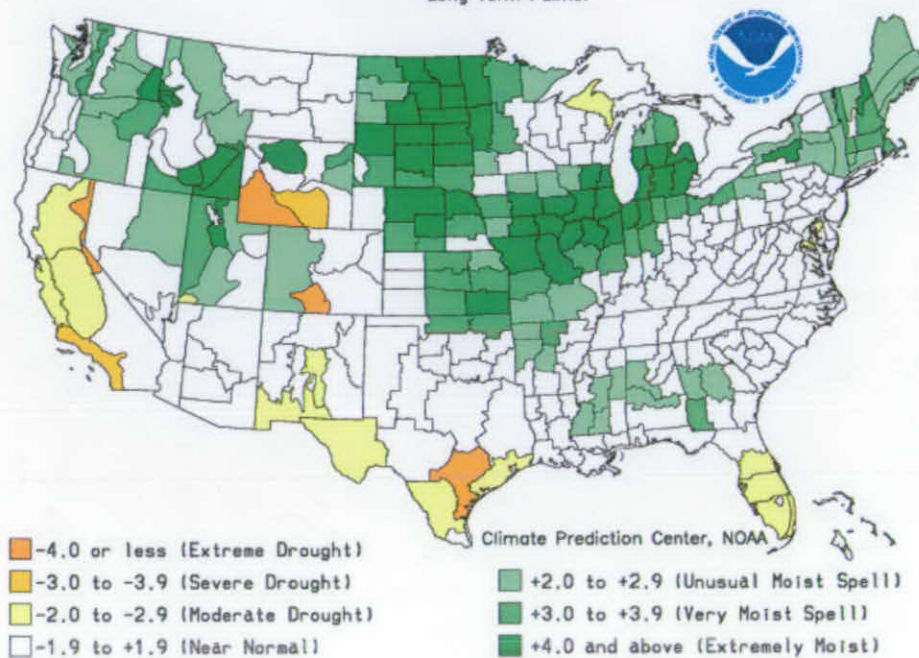 -4.0 or less (Extreme Drought)
-3.0 to -3.9 (Severe Drought)
-2.0 to -2.9 (Moderate Drought)
-1.9 to +1.9 (Near Normal)
Climate Prediction Center, NOAA
+2.0 to +2.9 (Unusual Moist Spell)
+3.0 to +3.9 (Very Moist Spell)
+4.0 and above (Extremely Moist)